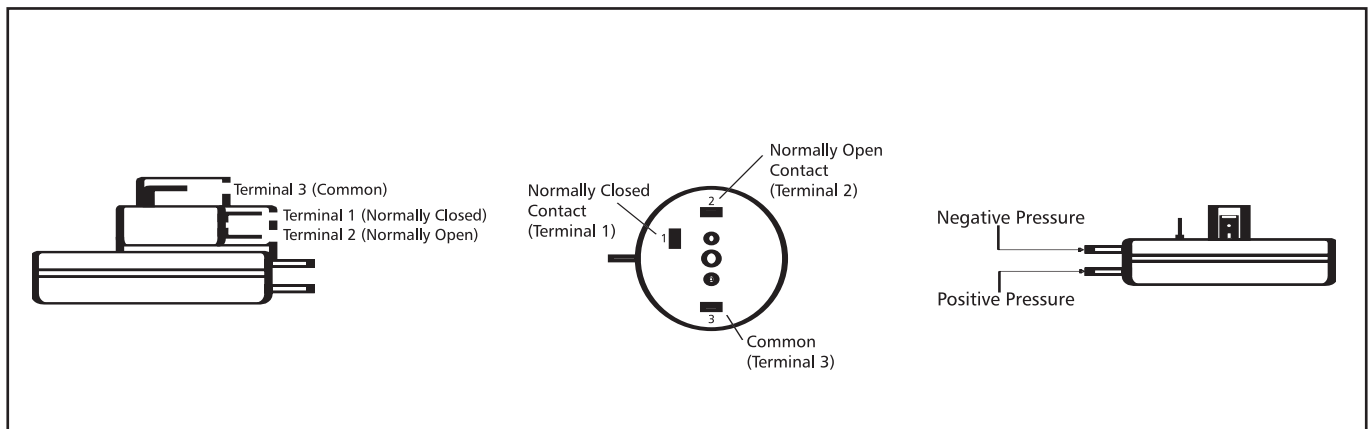 Terminal 3 (Common)
Terminal 1 (Normally Closed)
Terminal 2 (Normally Open)
Normally Open
Contact
(Terminal 2)
Normally Closed
Contact
(Terminal 1)
2
1
3
Common
(Terminal 3)
Negative Pressure
Positive Pressure